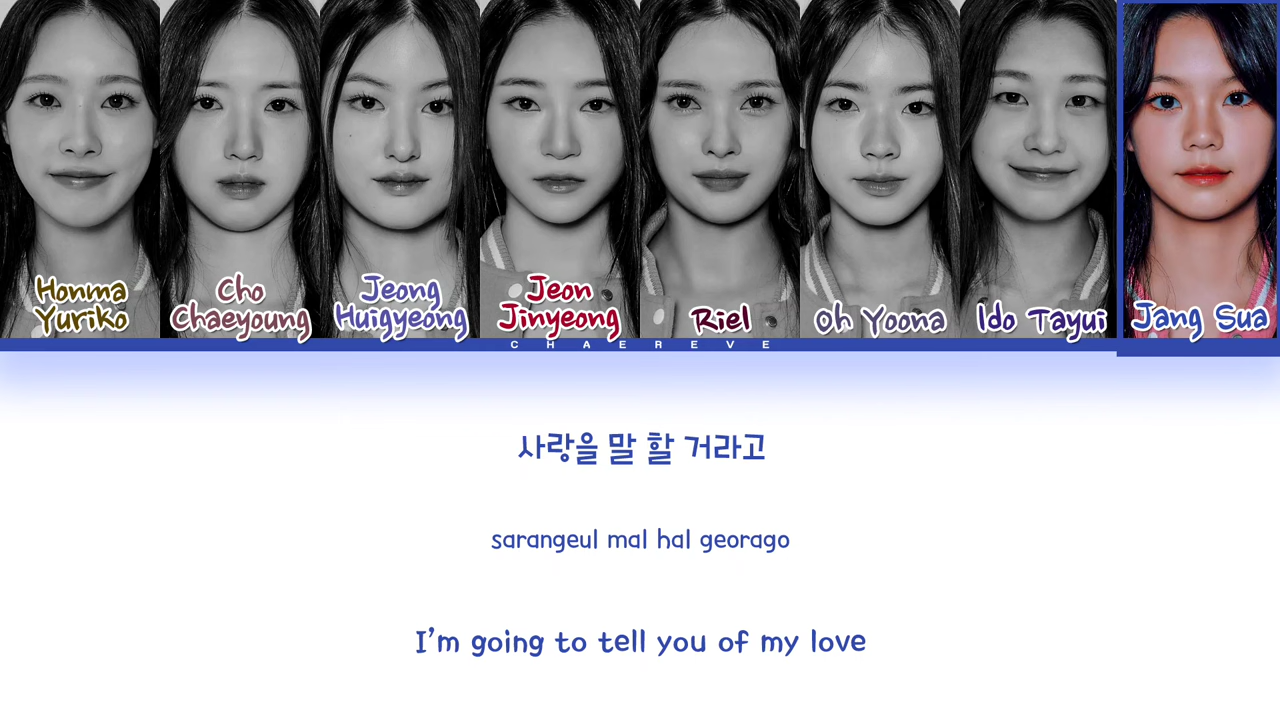 Honma
Yuriko
Cho
Chaeyoung
Jeong
Huigyeong
Jeon
Jinyeong
Riel
Oh Yoona
Ido Tayui
Jang Sua
CHAEREVE
사랑을 말 할 거라고
sarangeul mal hal georago
I'm going to tell you of my love